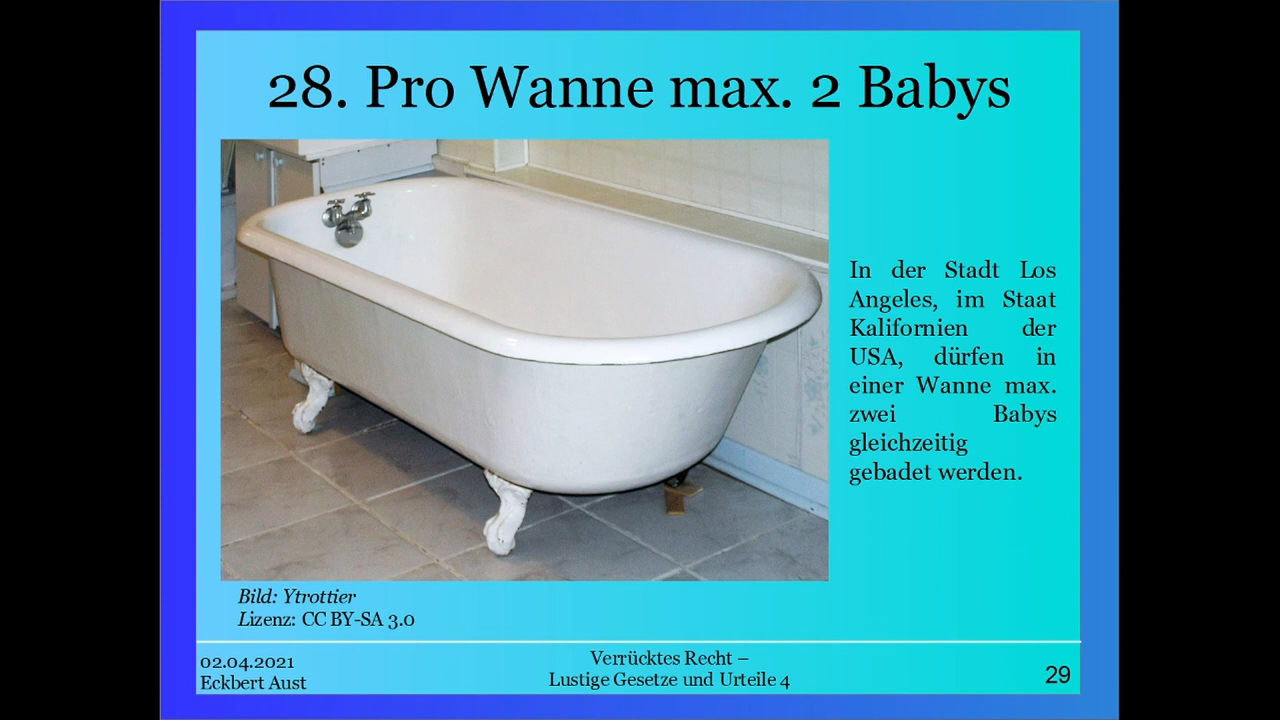 28. Pro Wanne max. 2 Babys
In der Stadt Los
Angeles, im Staat
Kalifornien der
USA, dürfen in
einer Wanne max.
zwei Babys
gleichzeitig
gebadet werden.
Bild: Ytrottier
Lizenz: CC BY-SA 3.0
02.04.2021
Eckbert Aust
Verrücktes Recht –
Lustige Gesetze und Urteile 4
29